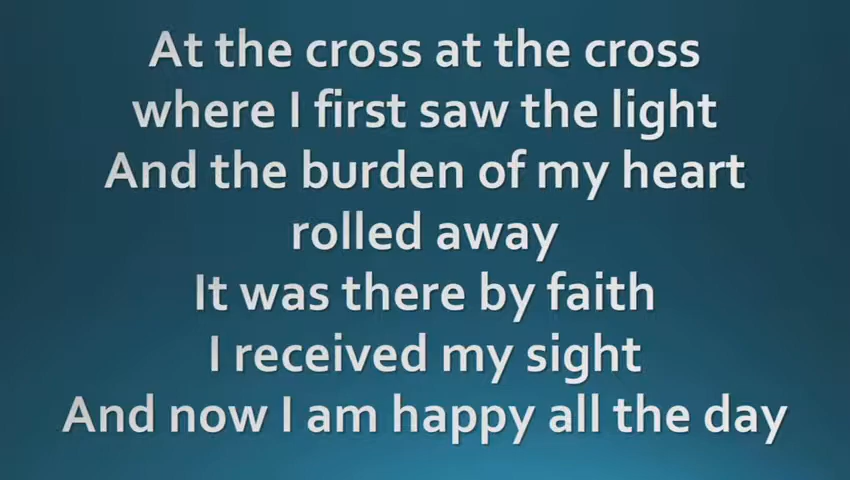 At the cross at the cross
where I first saw the light
And the burden of my heart
rolled away
It was there by faith
I received my sight
And now I am happy all the day